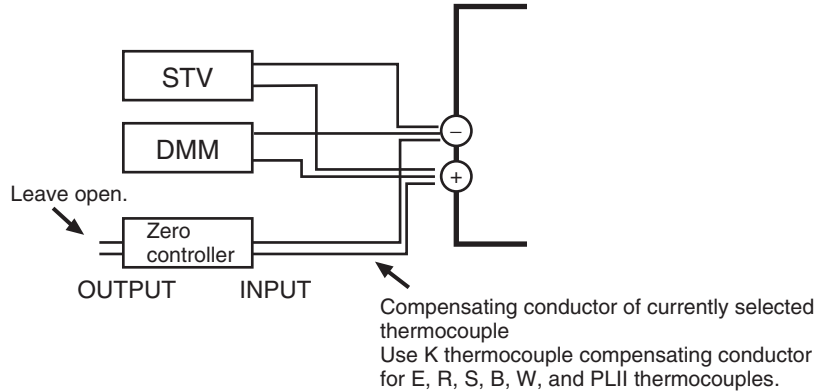 STV
−
DMM
+
Leave open.
Zero
controller
OUTPUT
INPUT
Compensating conductor of currently selected
thermocouple
Use K thermocouple compensating conductor
for E, R, S, B, W, and PLII thermocouples.